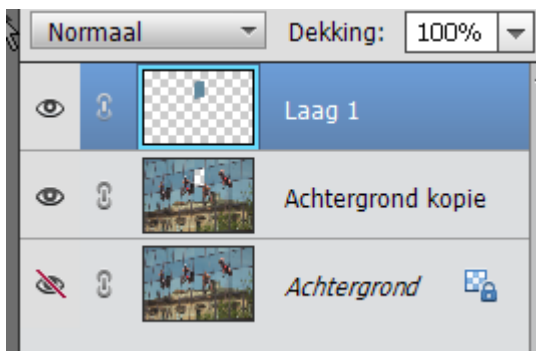 Normaal Dekking: 100%
Laag 1
Achtergrond kopie
Achtergrond